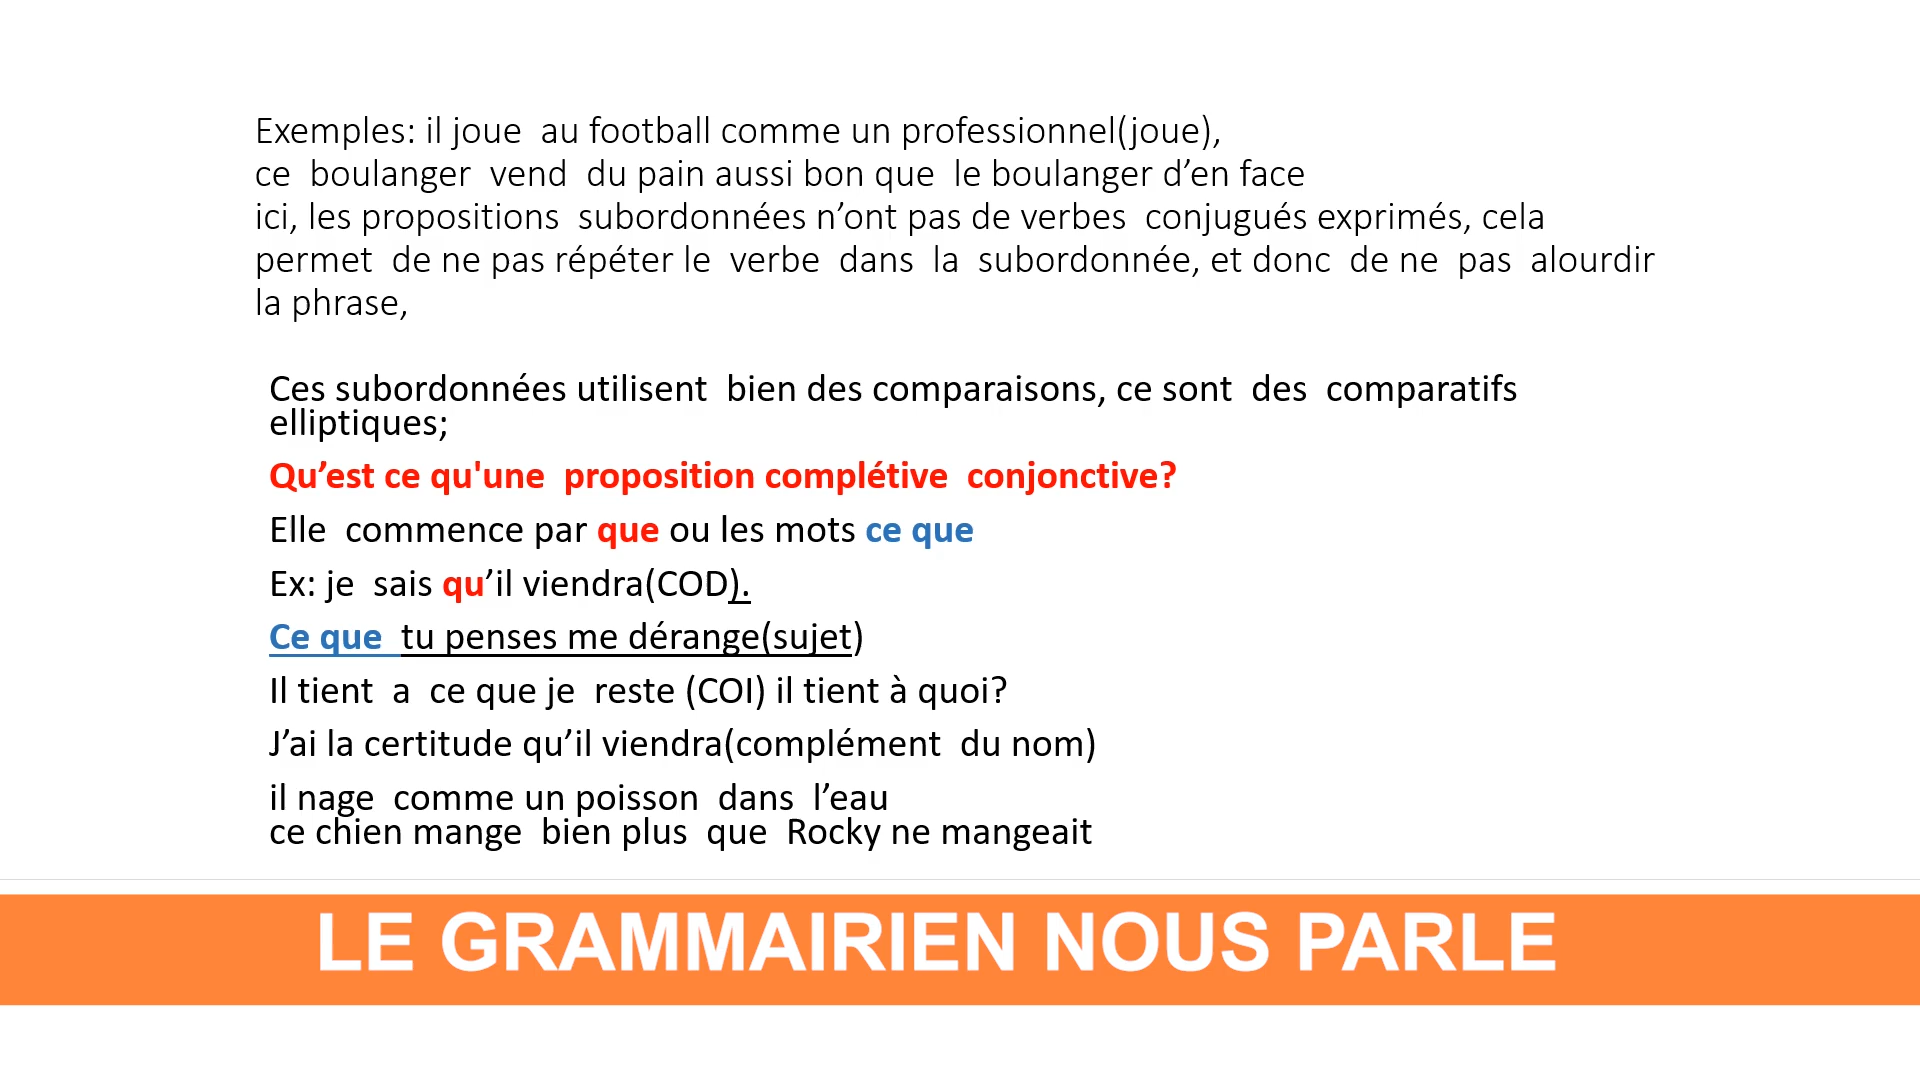 Exemples: il joue au football comme un professionnel(joue),
ce boulanger vend du pain aussi bon que le boulanger d’en face
ici, les propositions subordonnées n’ont pas de verbes conjugués exprimés, cela
permet de ne pas répéter le verbe dans la subordonnée, et donc de ne pas alourdir
la phrase,
Ces subordonnées utilisent bien des comparaisons, ce sont des comparatifs
elliptiques;
Qu’est ce qu'une proposition complétive conjonctive?
Elle commence par que ou les mots ce que
Ex: je sais qu’il viendra(COD).
Ce que tu penses me dérange(sujet)
Il tient a ce que je reste (COI) il tient à quoi?
J’ai la certitude qu’il viendra(complément du nom)
il nage comme un poisson dans l’eau
ce chien mange bien plus que Rocky ne mangeait
LE GRAMMAIRIEN NOUS PARLE